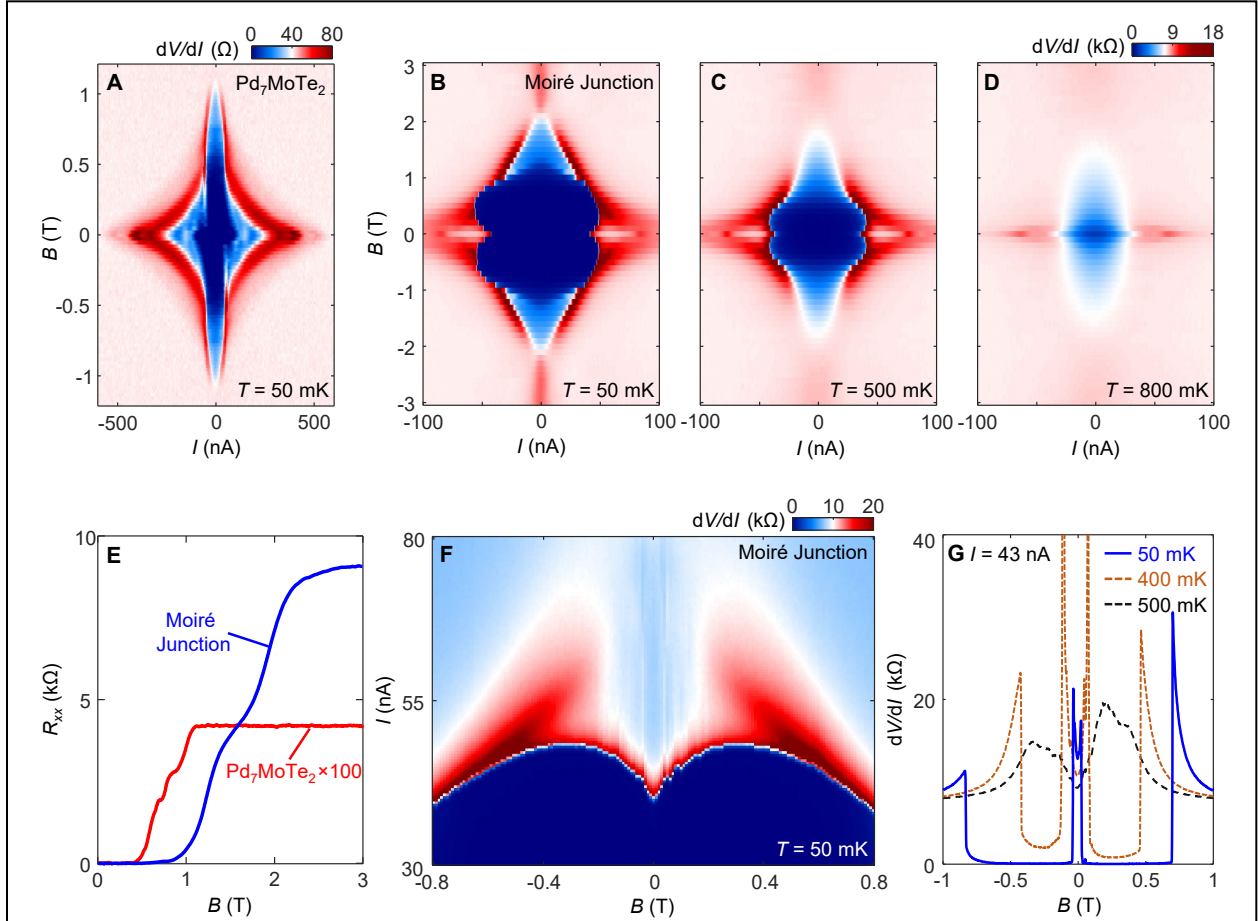 dV/dI (Ω) 0 40 80
A Pd₇MoTe₂
B (T)
1
0.5
0
-0.5
-1
T = 50 mK
-500 0 500
I (nA)
B Moiré Junction
B (T)
3
2
1
0
-1
-2
-3
T = 50 mK
-100 0 100
I (nA)
C
T = 500 mK
-100 0 100
I (nA)
dV/dI (kΩ) 0 9 18
D
T = 800 mK
-100 0 100
I (nA)
E
Rxx (kΩ)
10
5
0
Moiré
Junction
Pd₇MoTe₂×100
0 1 2 3
B (T)
dV/dI (kΩ) 0 10 20
F Moiré Junction
I (nA)
80
55
30
T = 50 mK
-0.8 -0.4 0 0.4 0.8
B (T)
G I = 43 nA
50 mK
400 mK
500 mK
dV/dI (kΩ)
40
20
0
-1 -0.5 0 0.5 1
B (T)